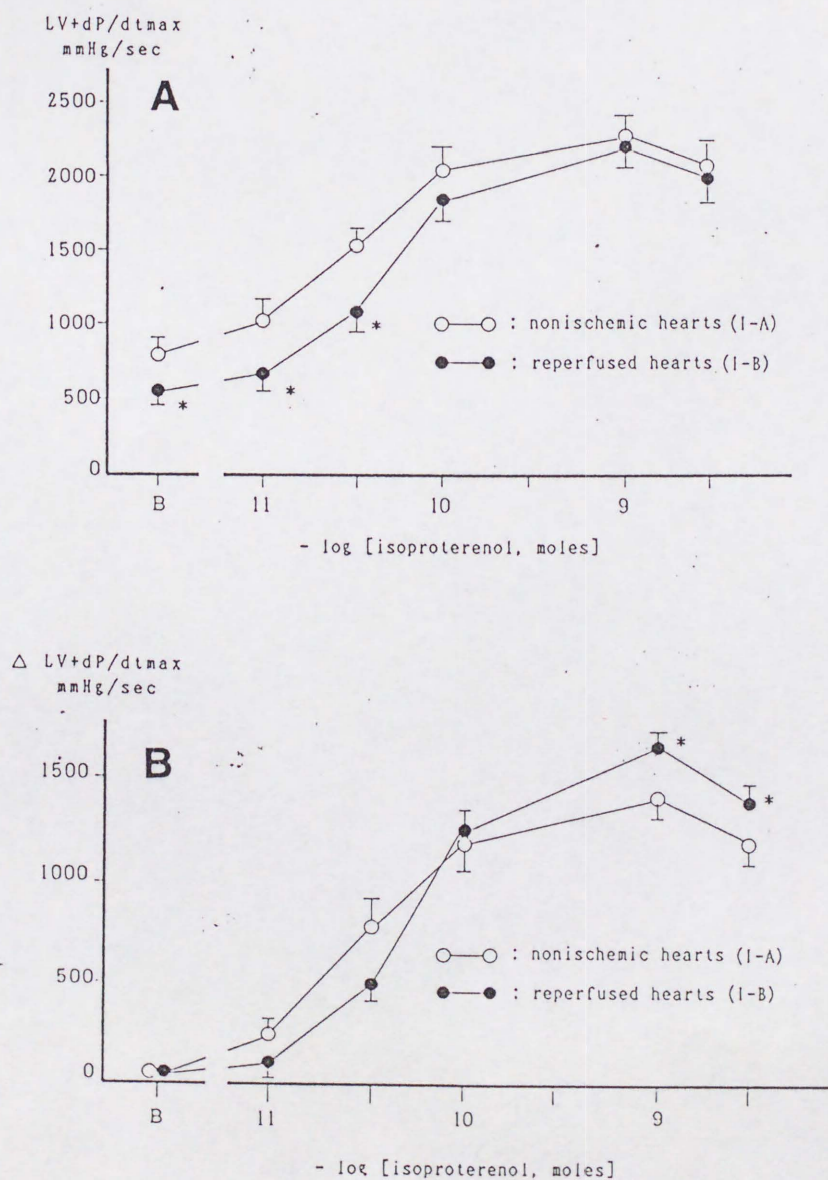 LV+dP/dtmax
mmHg/sec
A
2500
2000
1500
1000
500
0
*
*
*
○—○ : nonischemic hearts (I-A)
●—● : reperfused hearts (I-B)
B 11 10 9
- log [isoproterenol, moles]
△ LV+dP/dtmax
mmHg/sec
B
1500
1000
500
0
*
*
○—○ : nonischemic hearts (I-A)
●—● : reperfused hearts (I-B)
B 11 10 9
- log [isoproterenol, moles]